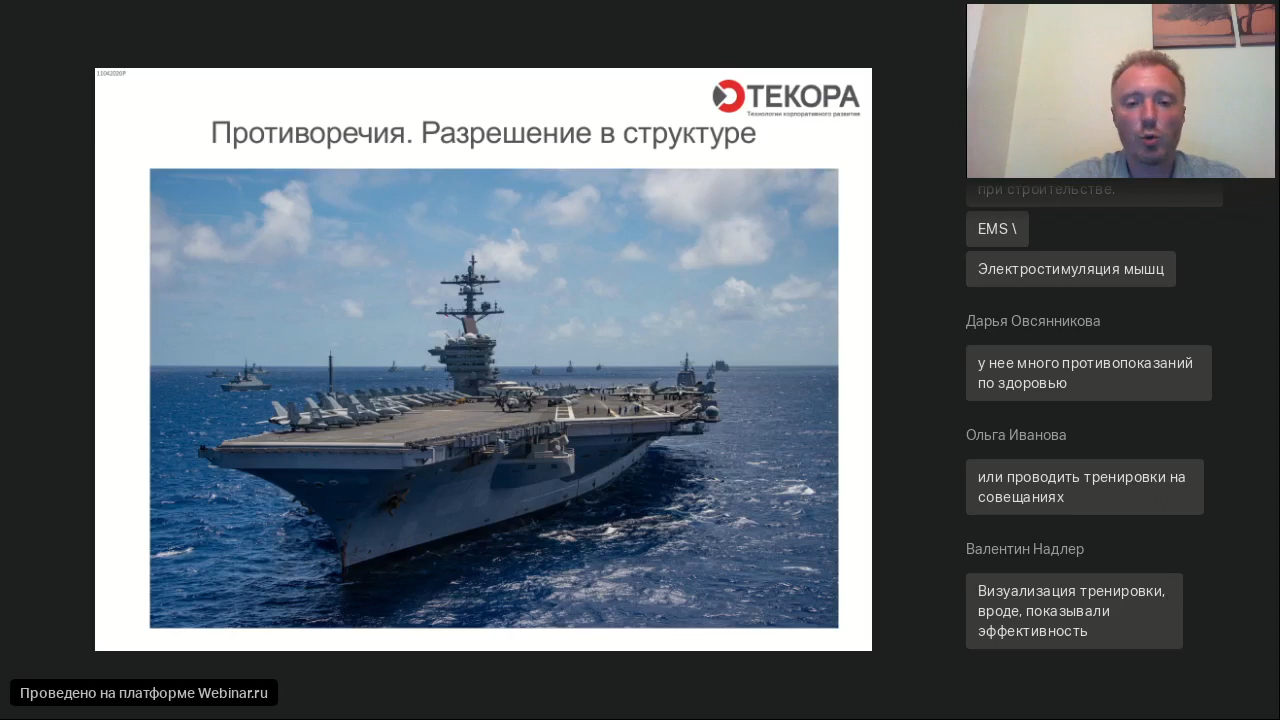 11042020P
ТЕКОРА
Технологии корпоративного развития
Противоречия. Разрешение в структуре
при строительстве.
EMS \
Электростимуляция мышц
Дарья Овсянникова
у нее много противопоказаний
по здоровью
Ольга Иванова
или проводить тренировки на
совещаниях
Валентин Надлер
Визуализация тренировки,
вроде, показывали
эффективность
Проведено на платформе Webinar.ru